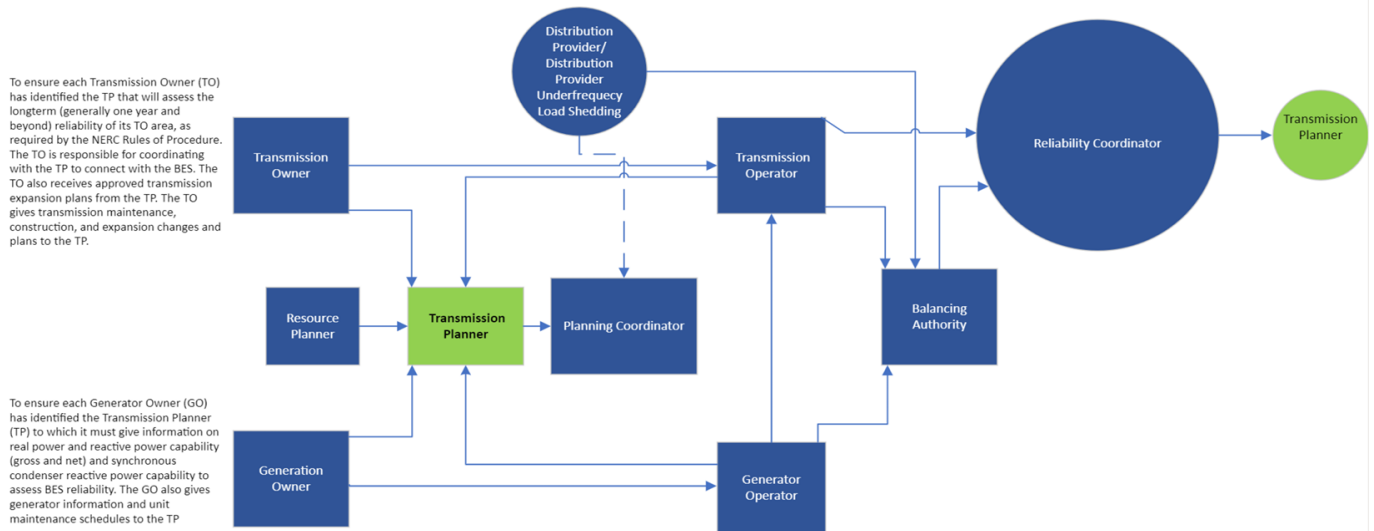 Distribution
Provider/
Distribution
Provider
Underfrequecy
Load Shedding
To ensure each Transmission Owner (TO)
has identified the TP that will assess the
longterm (generally one year and
beyond) reliability of its TO area, as
required by the NERC Rules of Procedure.
The TO is responsible for coordinating
with the TP to connect with the BES. The
TO also receives approved transmission
expansion plans from the TP. The TO
gives transmission maintenance,
construction, and expansion changes and
plans to the TP.
Transmission
Owner
Transmission
Operator
Reliability Coordinator
Transmission
Planner
Resource
Planner
Transmission
Planner
Planning Coordinator
Balancing
Authority
To ensure each Generator Owner (GO)
has identified the Transmission Planner
(TP) to which it must give information on
real power and reactive power capability
(gross and net) and synchronous
condenser reactive power capability to
assess BES reliability. The GO also gives
generator information and unit
maintenance schedules to the TP
Generation
Owner
Generator
Operator